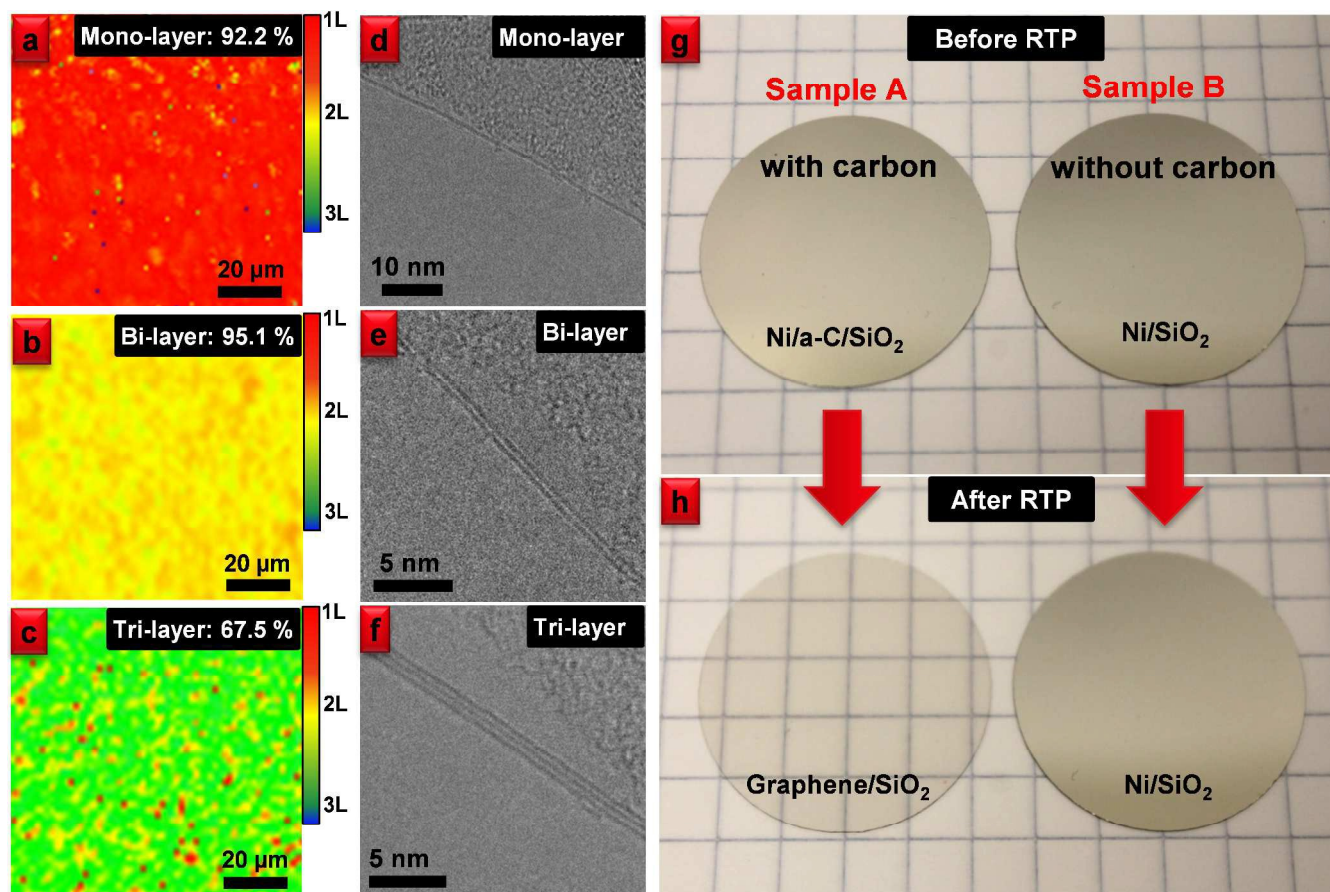 a
Mono-layer: 92.2 %
1L
2L
3L
20 µm
b
Bi-layer: 95.1 %
1L
2L
3L
20 µm
c
Tri-layer: 67.5 %
1L
2L
3L
20 µm
d
Mono-layer
10 nm
e
Bi-layer
5 nm
f
Tri-layer
5 nm
g
Before RTP
Sample A
Sample B
with carbon
without carbon
Ni/a-C/SiO₂
Ni/SiO₂
h
After RTP
Graphene/SiO₂
Ni/SiO₂